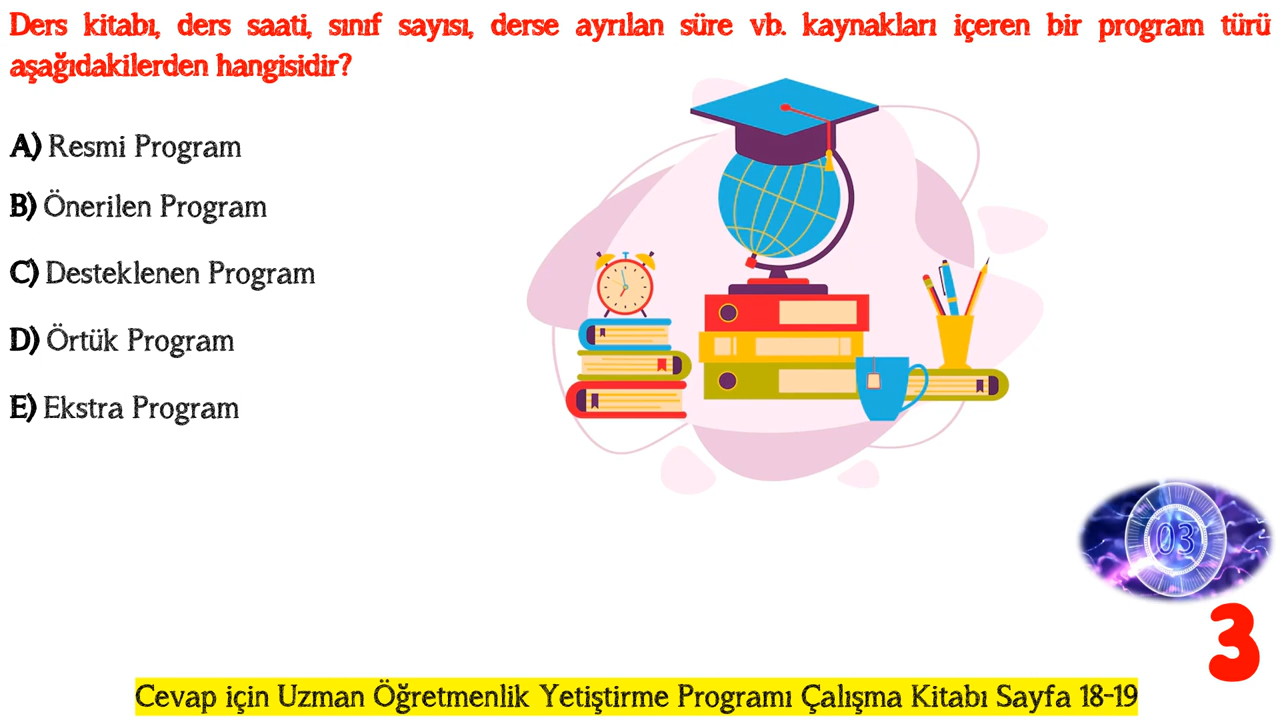 Ders kitabı, ders saati, sınıf sayısı, derse ayrılan süre vb. kaynakları içeren bir program türü
aşağıdakilerden hangisidir?
A) Resmi Program
B) Önerilen Program
C) Desteklenen Program
D) Örtük Program
E) Ekstra Program
03
3
Cevap için Uzman Öğretmenlik Yetiştirme Programı Çalışma Kitabı Sayfa 18-19